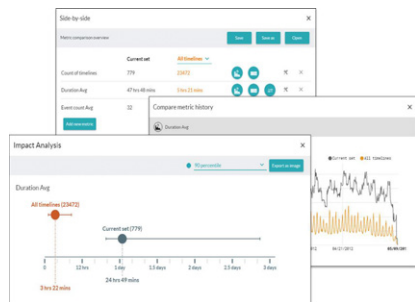 Side-by-side
Metric comparison overview
Save
Save as
Open
Current set
All timelines
Count of timelines
779
23472
Duration Avg
47 hrs 48 mins
5 hrs 21 mins
Event count Avg
32
Compare metric history
Duration Avg
Current set
All timelines
Impact Analysis
90 percentile
Export as image
Duration Avg
All timelines (23472)
Current set (779)
0
12 hrs
1 day
1.5 days
2 days
2.5 days
3 days
24 hrs 49 mins
3 hrs 22 mins